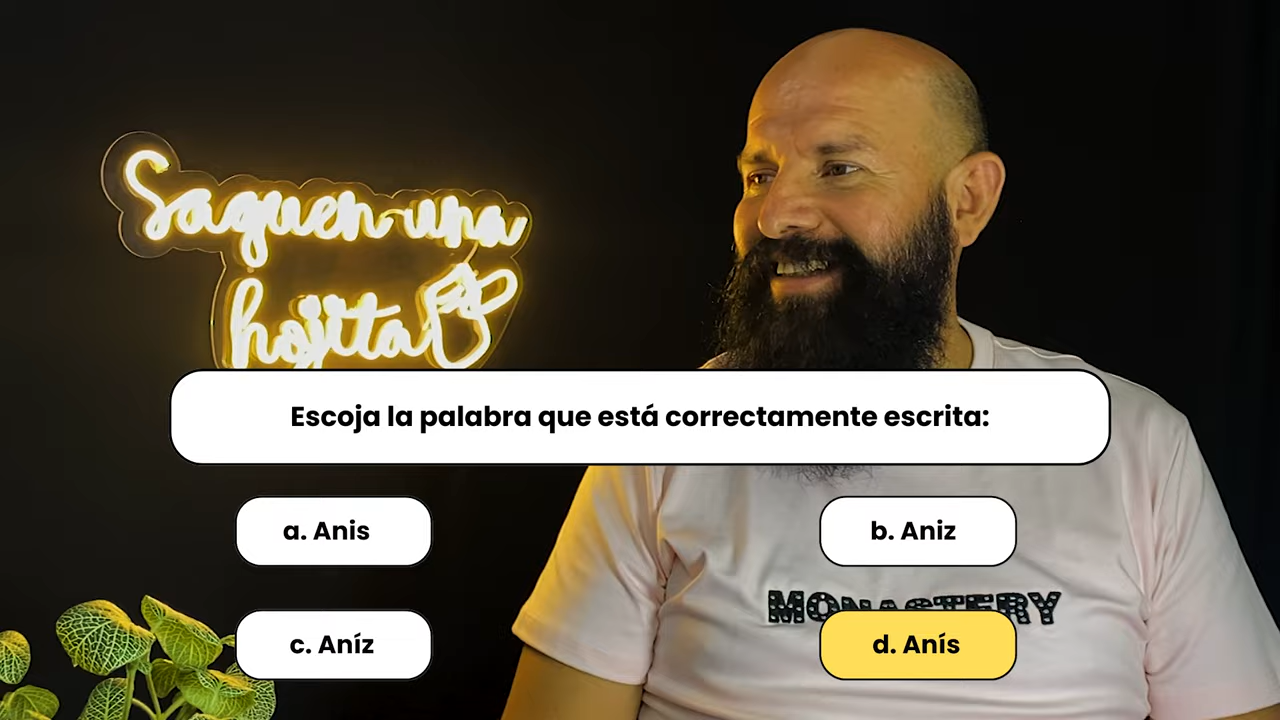 Saquen una
hojita
Escoja la palabra que está correctamente escrita:
a. Anis
b. Aniz
MONASTERY
c. Aníz
d. Anís